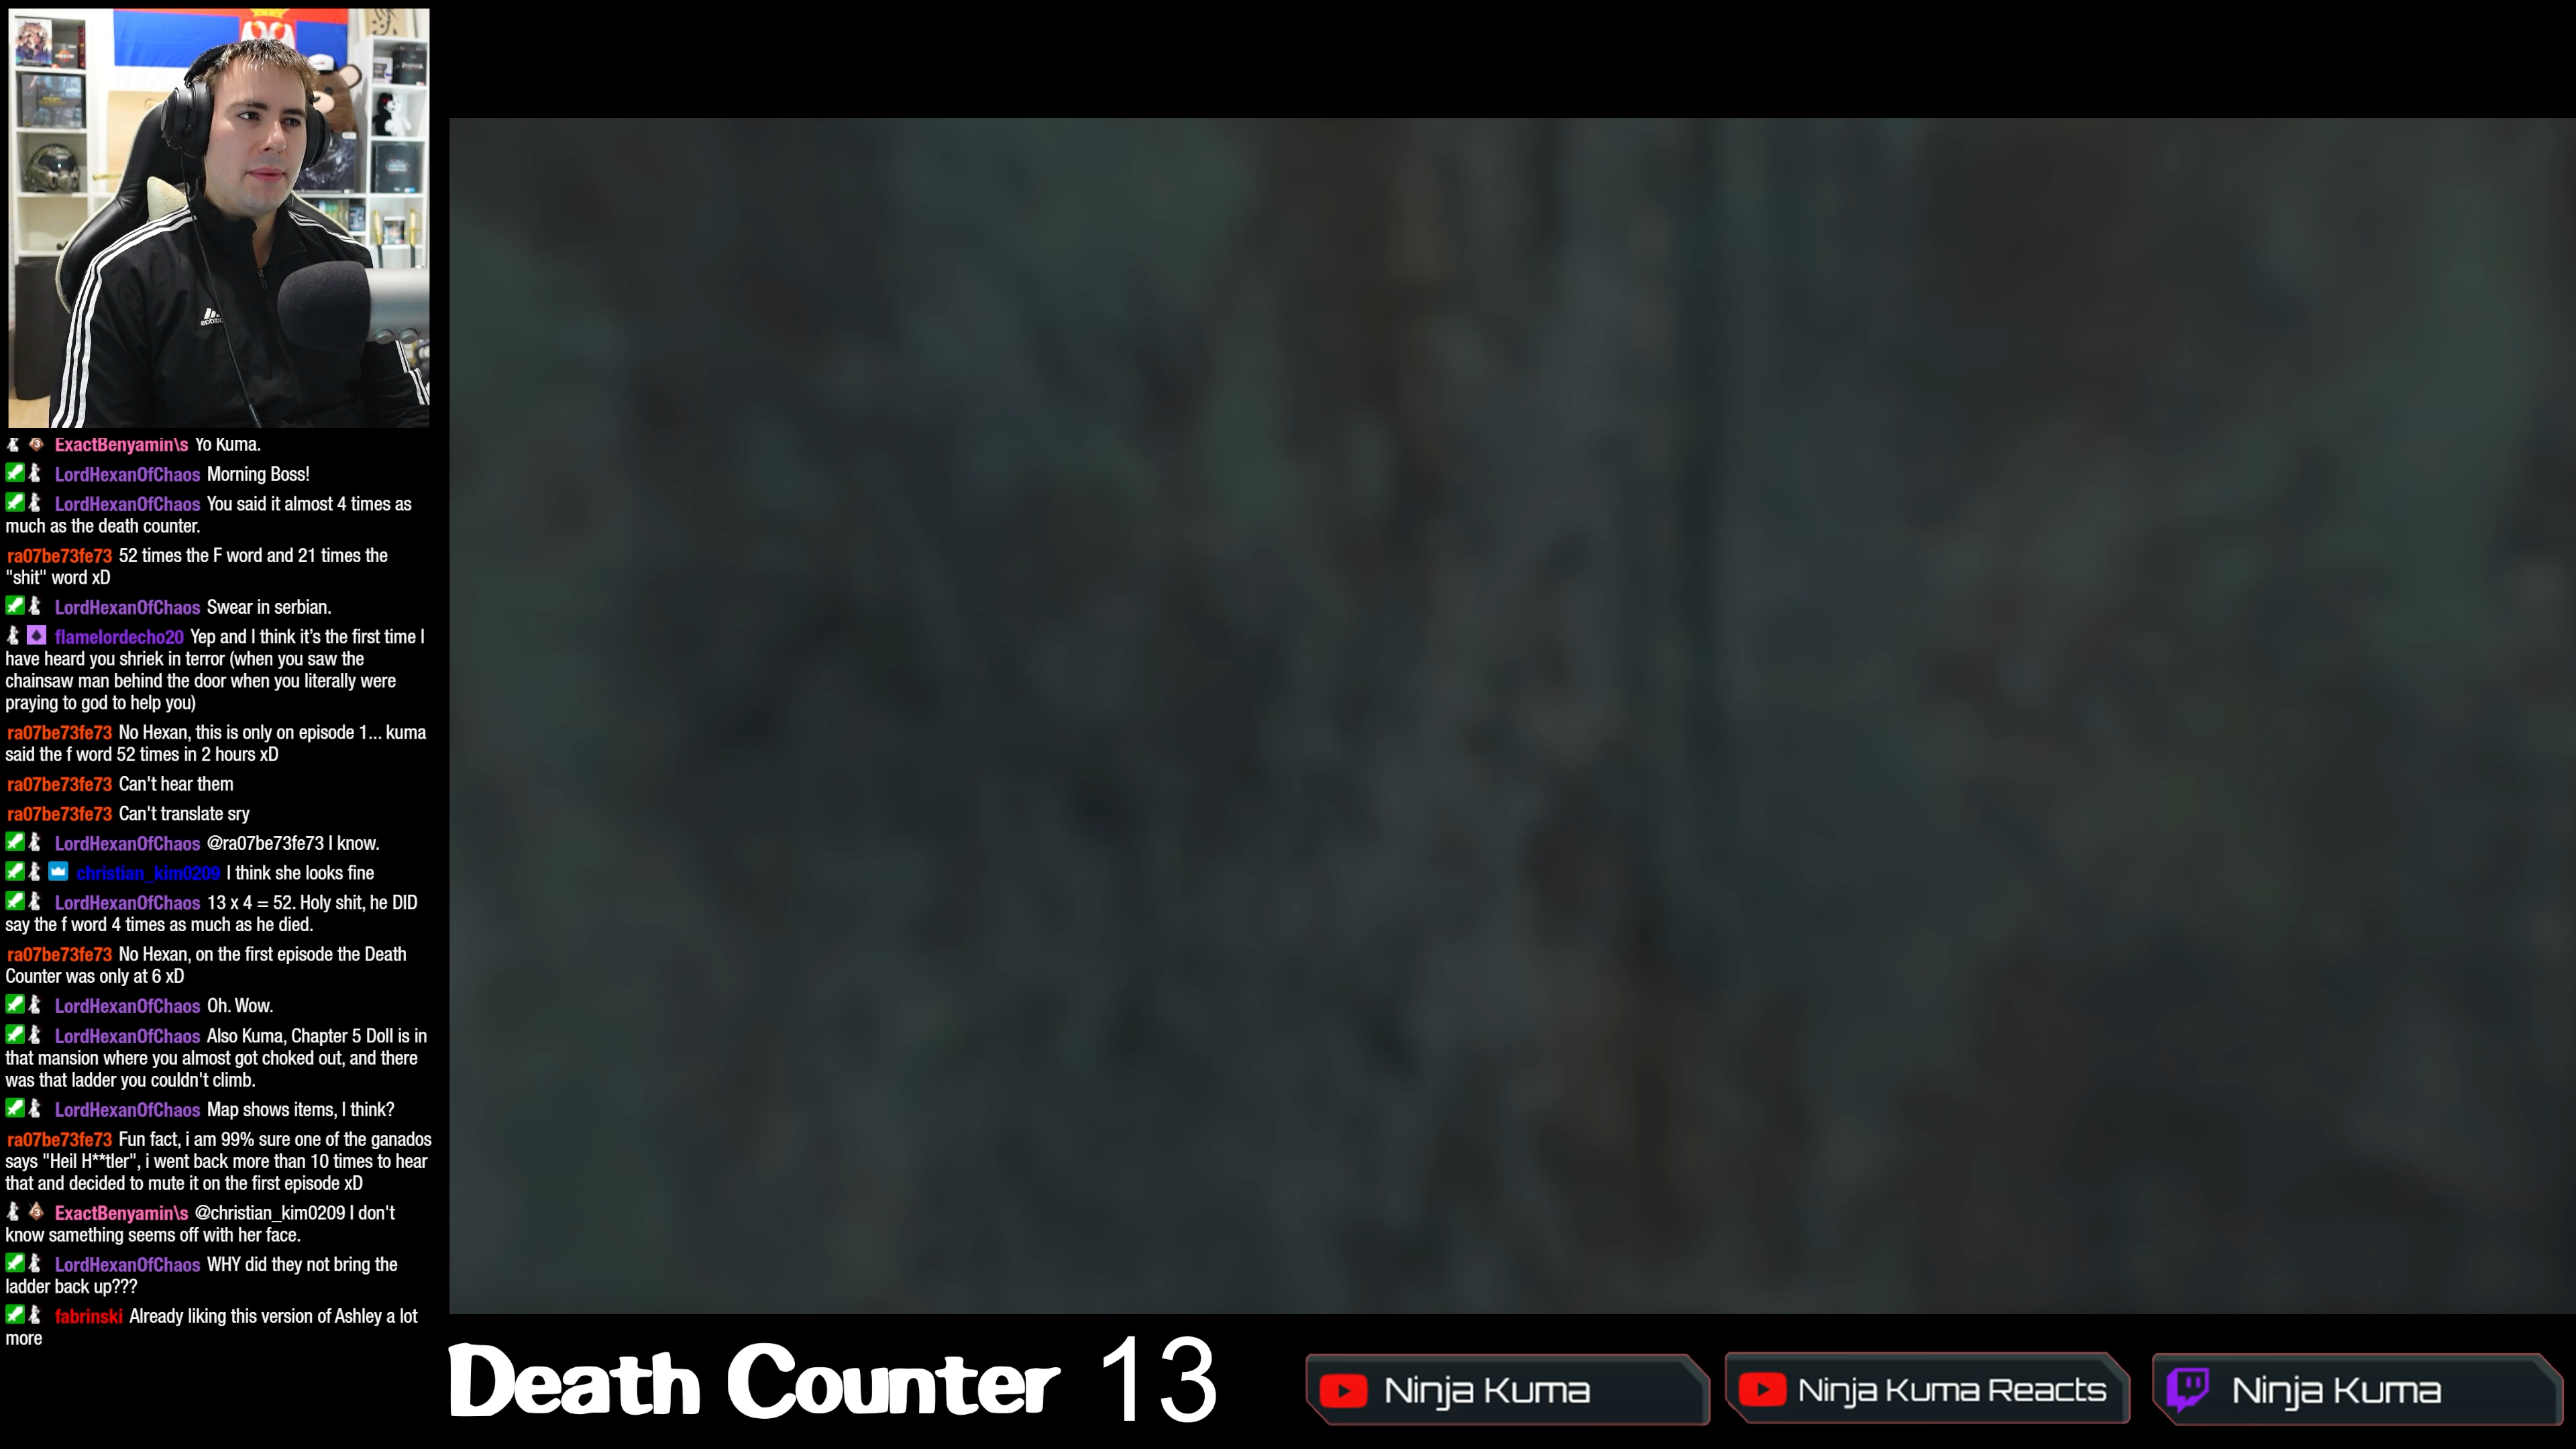 ExactBenyamin\s Yo Kuma.
LordHexanOfChaos Morning Boss!
LordHexanOfChaos You said it almost 4 times as
much as the death counter.
ra07be73fe73 52 times the F word and 21 times the
"shit" word xD
LordHexanOfChaos Swear in serbian.
flamelordecho20 Yep and I think it’s the first time I
have heard you shriek in terror (when you saw the
chainsaw man behind the door when you literally were
praying to god to help you)
ra07be73fe73 No Hexan, this is only on episode 1... kuma
said the f word 52 times in 2 hours xD
ra07be73fe73 Can't hear them
ra07be73fe73 Can't translate sry
LordHexanOfChaos @ra07be73fe73 I know.
christian_kim0209 I think she looks fine
LordHexanOfChaos 13 x 4 = 52. Holy shit, he DID
say the f word 4 times as much as he died.
ra07be73fe73 No Hexan, on the first episode the Death
Counter was only at 6 xD
LordHexanOfChaos Oh. Wow.
LordHexanOfChaos Also Kuma, Chapter 5 Doll is in
that mansion where you almost got choked out, and there
was that ladder you couldn't climb.
LordHexanOfChaos Map shows items, I think?
ra07be73fe73 Fun fact, i am 99% sure one of the ganados
says "Heil H**tler", i went back more than 10 times to hear
that and decided to mute it on the first episode xD
ExactBenyamin\s @christian_kim0209 I don't
know samething seems off with her face.
LordHexanOfChaos WHY did they not bring the
ladder back up???
fabrinski Already liking this version of Ashley a lot
more
Death Counter 13
Ninja Kuma
Ninja Kuma Reacts
Ninja Kuma